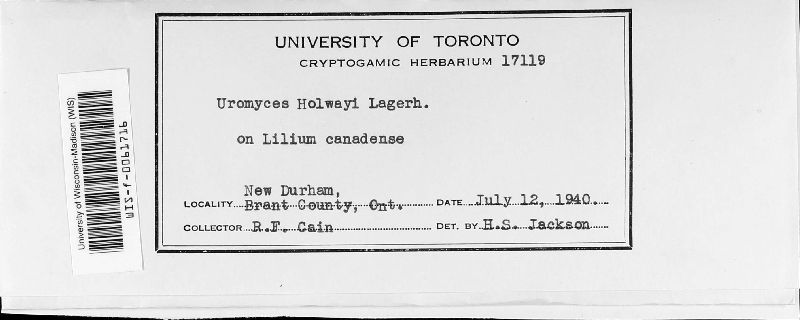 UNIVERSITY OF TORONTO
CRYPTOGAMIC HERBARIUM 17119
Uromyces Holwayi Lagerh.
on Lilium canadense
New Durham,
LOCALITY Brant County, Ont. DATE July 12, 1940.
COLLECTOR R.F. Cain DET. BY H.S. Jackson
University of Wisconsin-Madison (WIS)
WIS-f-0061716